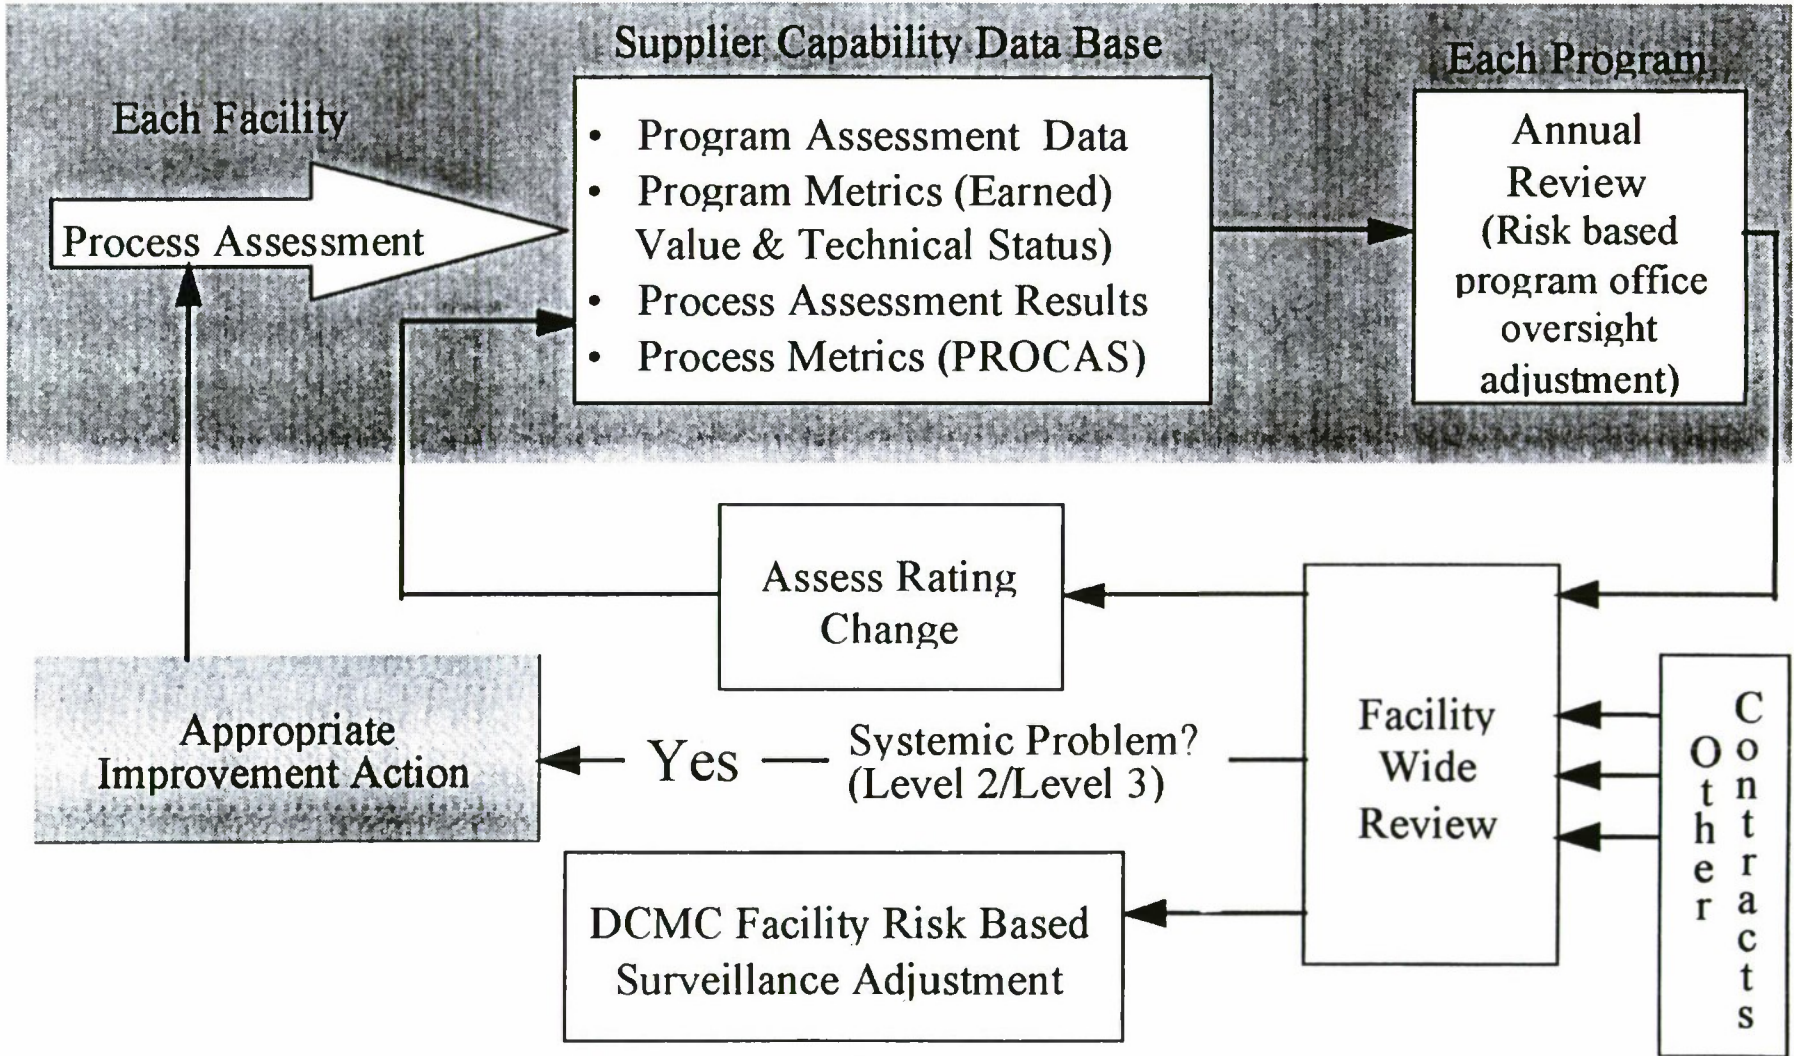 Supplier Capability Data Base
Each Program
Each Facility
Process Assessment
• Program Assessment Data
• Program Metrics (Earned)
Value & Technical Status)
• Process Assessment Results
• Process Metrics (PROCAS)
Annual
Review
(Risk based
program office
oversight
adjustment)
Assess Rating
Change
Appropriate
Improvement Action
Yes
Systemic Problem?
(Level 2/Level 3)
Facility
Wide
Review
Other
Contracts
DCMC Facility Risk Based
Surveillance Adjustment